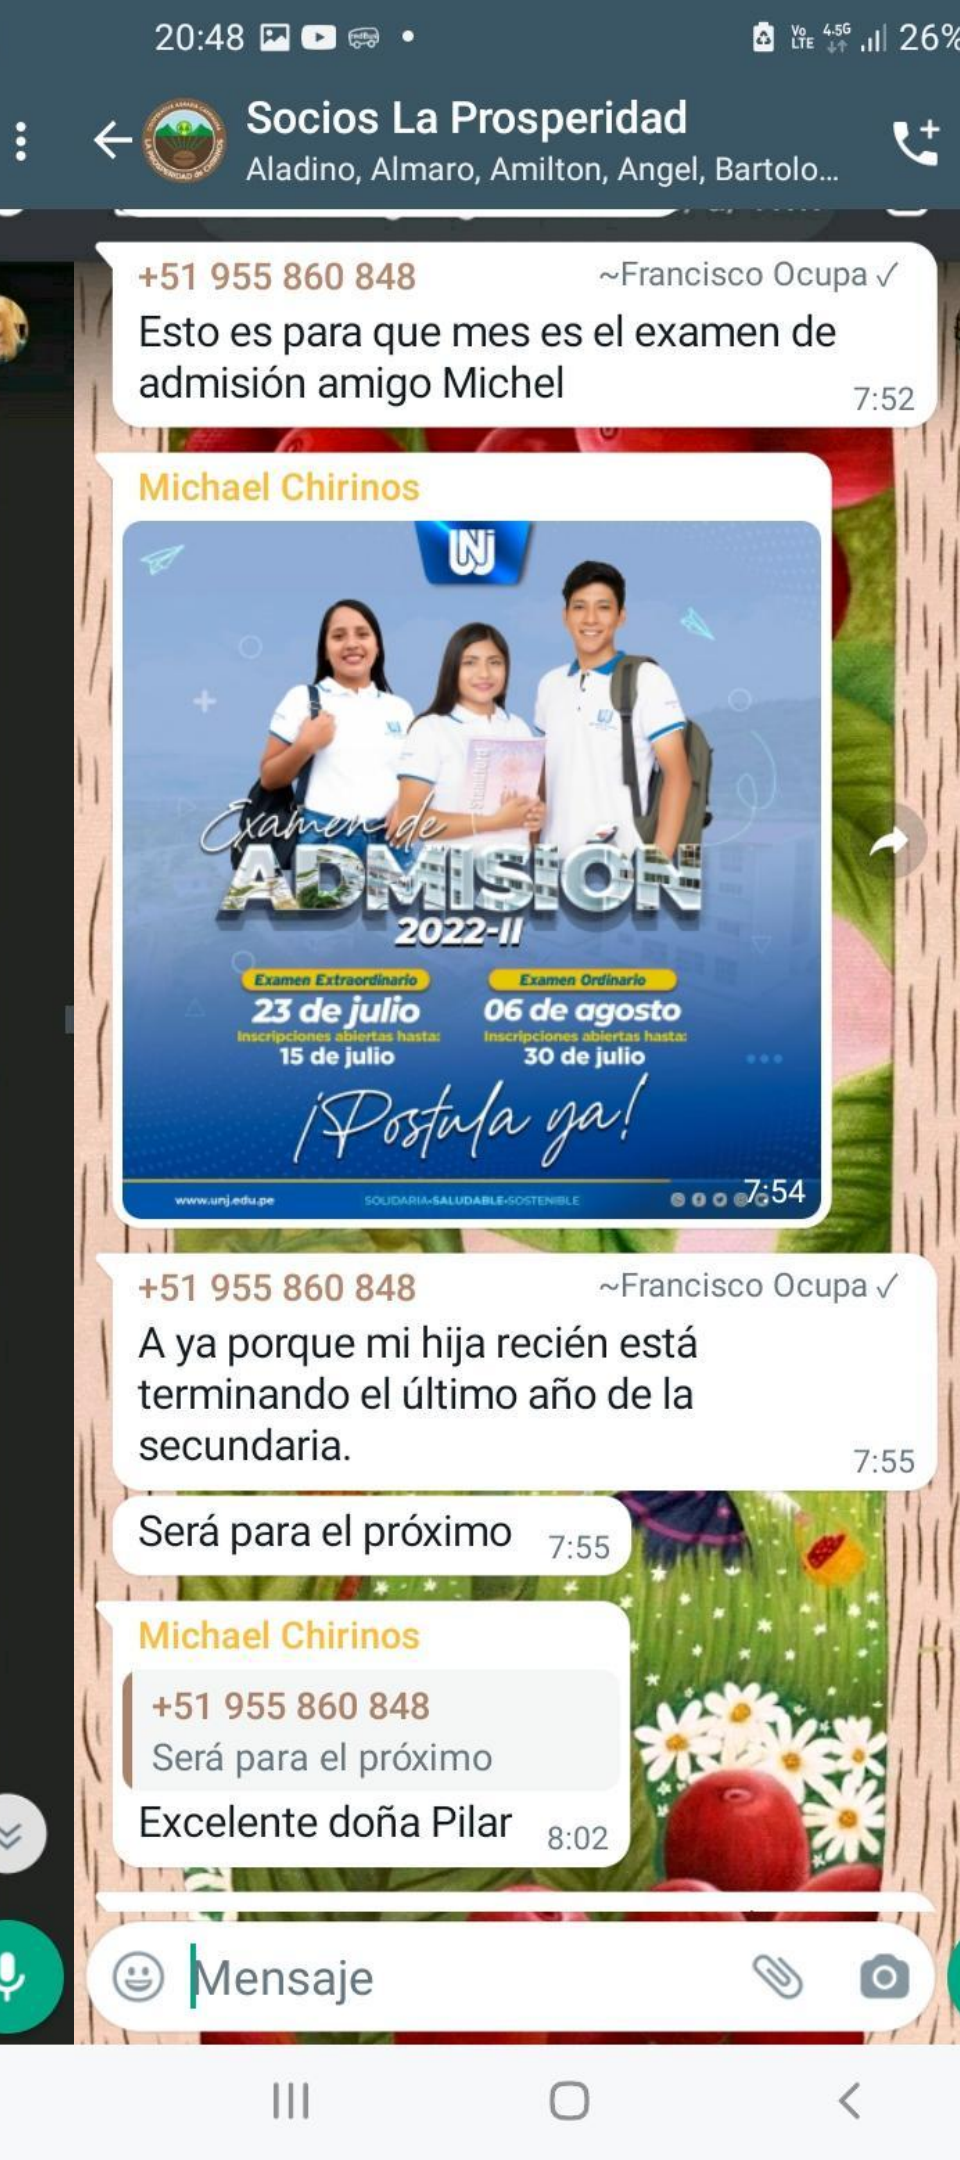 20:48
Vo LTE 4.5G 26%
Socios La Prosperidad
Aladino, Almaro, Amilton, Angel, Bartolo...
+51 955 860 848 ~Francisco Ocupa ✓
Esto es para que mes es el examen de
admisión amigo Michel
7:52
Michael Chirinos
UNJ
Standford
Examen de
ADMISIÓN
2022-II
Examen Extraordinario
23 de julio
Inscripciones abiertas hasta:
15 de julio
Examen Ordinario
06 de agosto
Inscripciones abiertas hasta:
30 de julio
¡Postula ya!
www.unj.edu.pe SOLIDARIA-SALUDABLE-SOSTENIBLE
7:54
+51 955 860 848 ~Francisco Ocupa ✓
A ya porque mi hija recién está
terminando el último año de la
secundaria.
7:55
Será para el próximo 7:55
Michael Chirinos
+51 955 860 848
Será para el próximo
Excelente doña Pilar 8:02
Mensaje